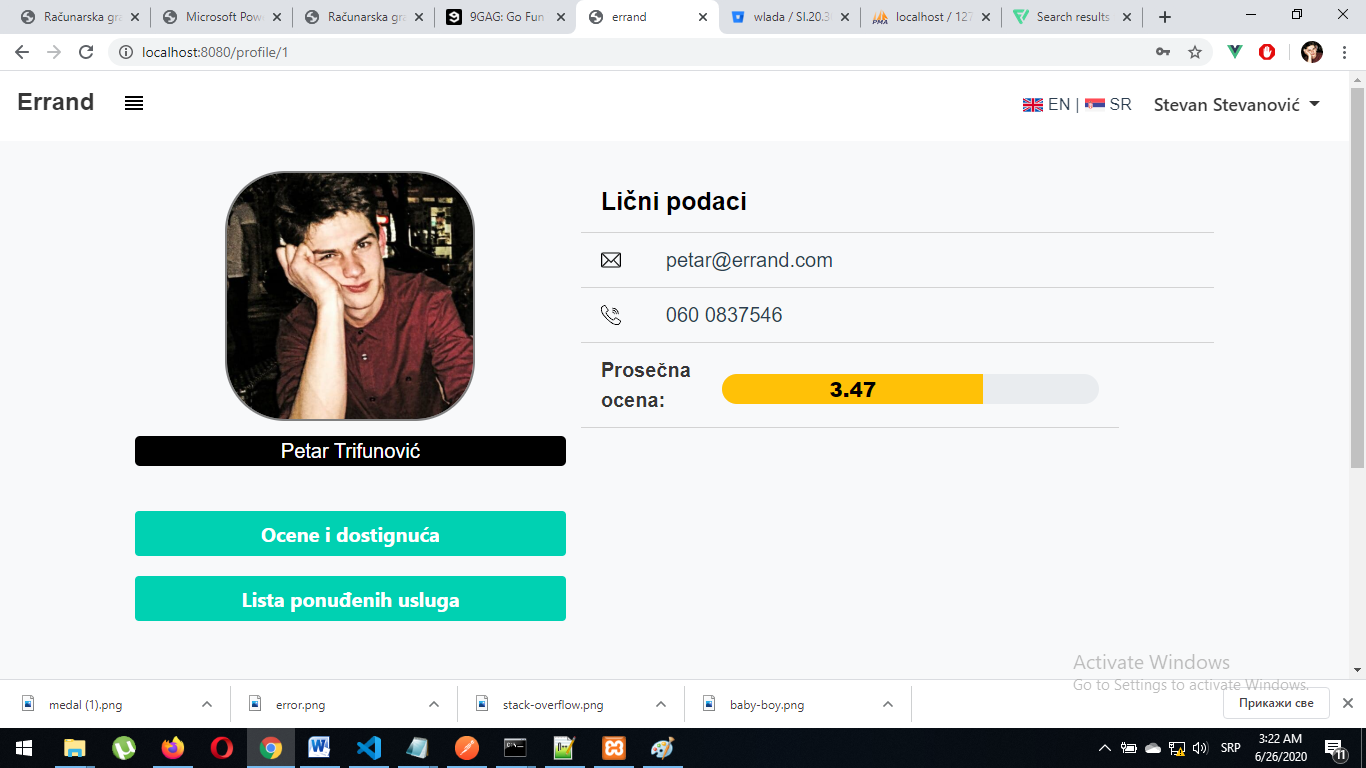 Računarska gra
Microsoft Pow
Računarska gra
9GAG: Go Fun
errand
wlada / SI.20.3
localhost / 127
Search results
localhost:8080/profile/1
Errand
EN | SR
Stevan Stevanović
Lični podaci
petar@errand.com
060 0837546
Prosečna
ocena:
3.47
Petar Trifunović
Ocene i dostignuća
Lista ponuđenih usluga
Activate Windows
Go to Settings to activate Windows.
medal (1).png
error.png
stack-overflow.png
baby-boy.png
Прикажи све
SRP
3:22 AM
6/26/2020
11